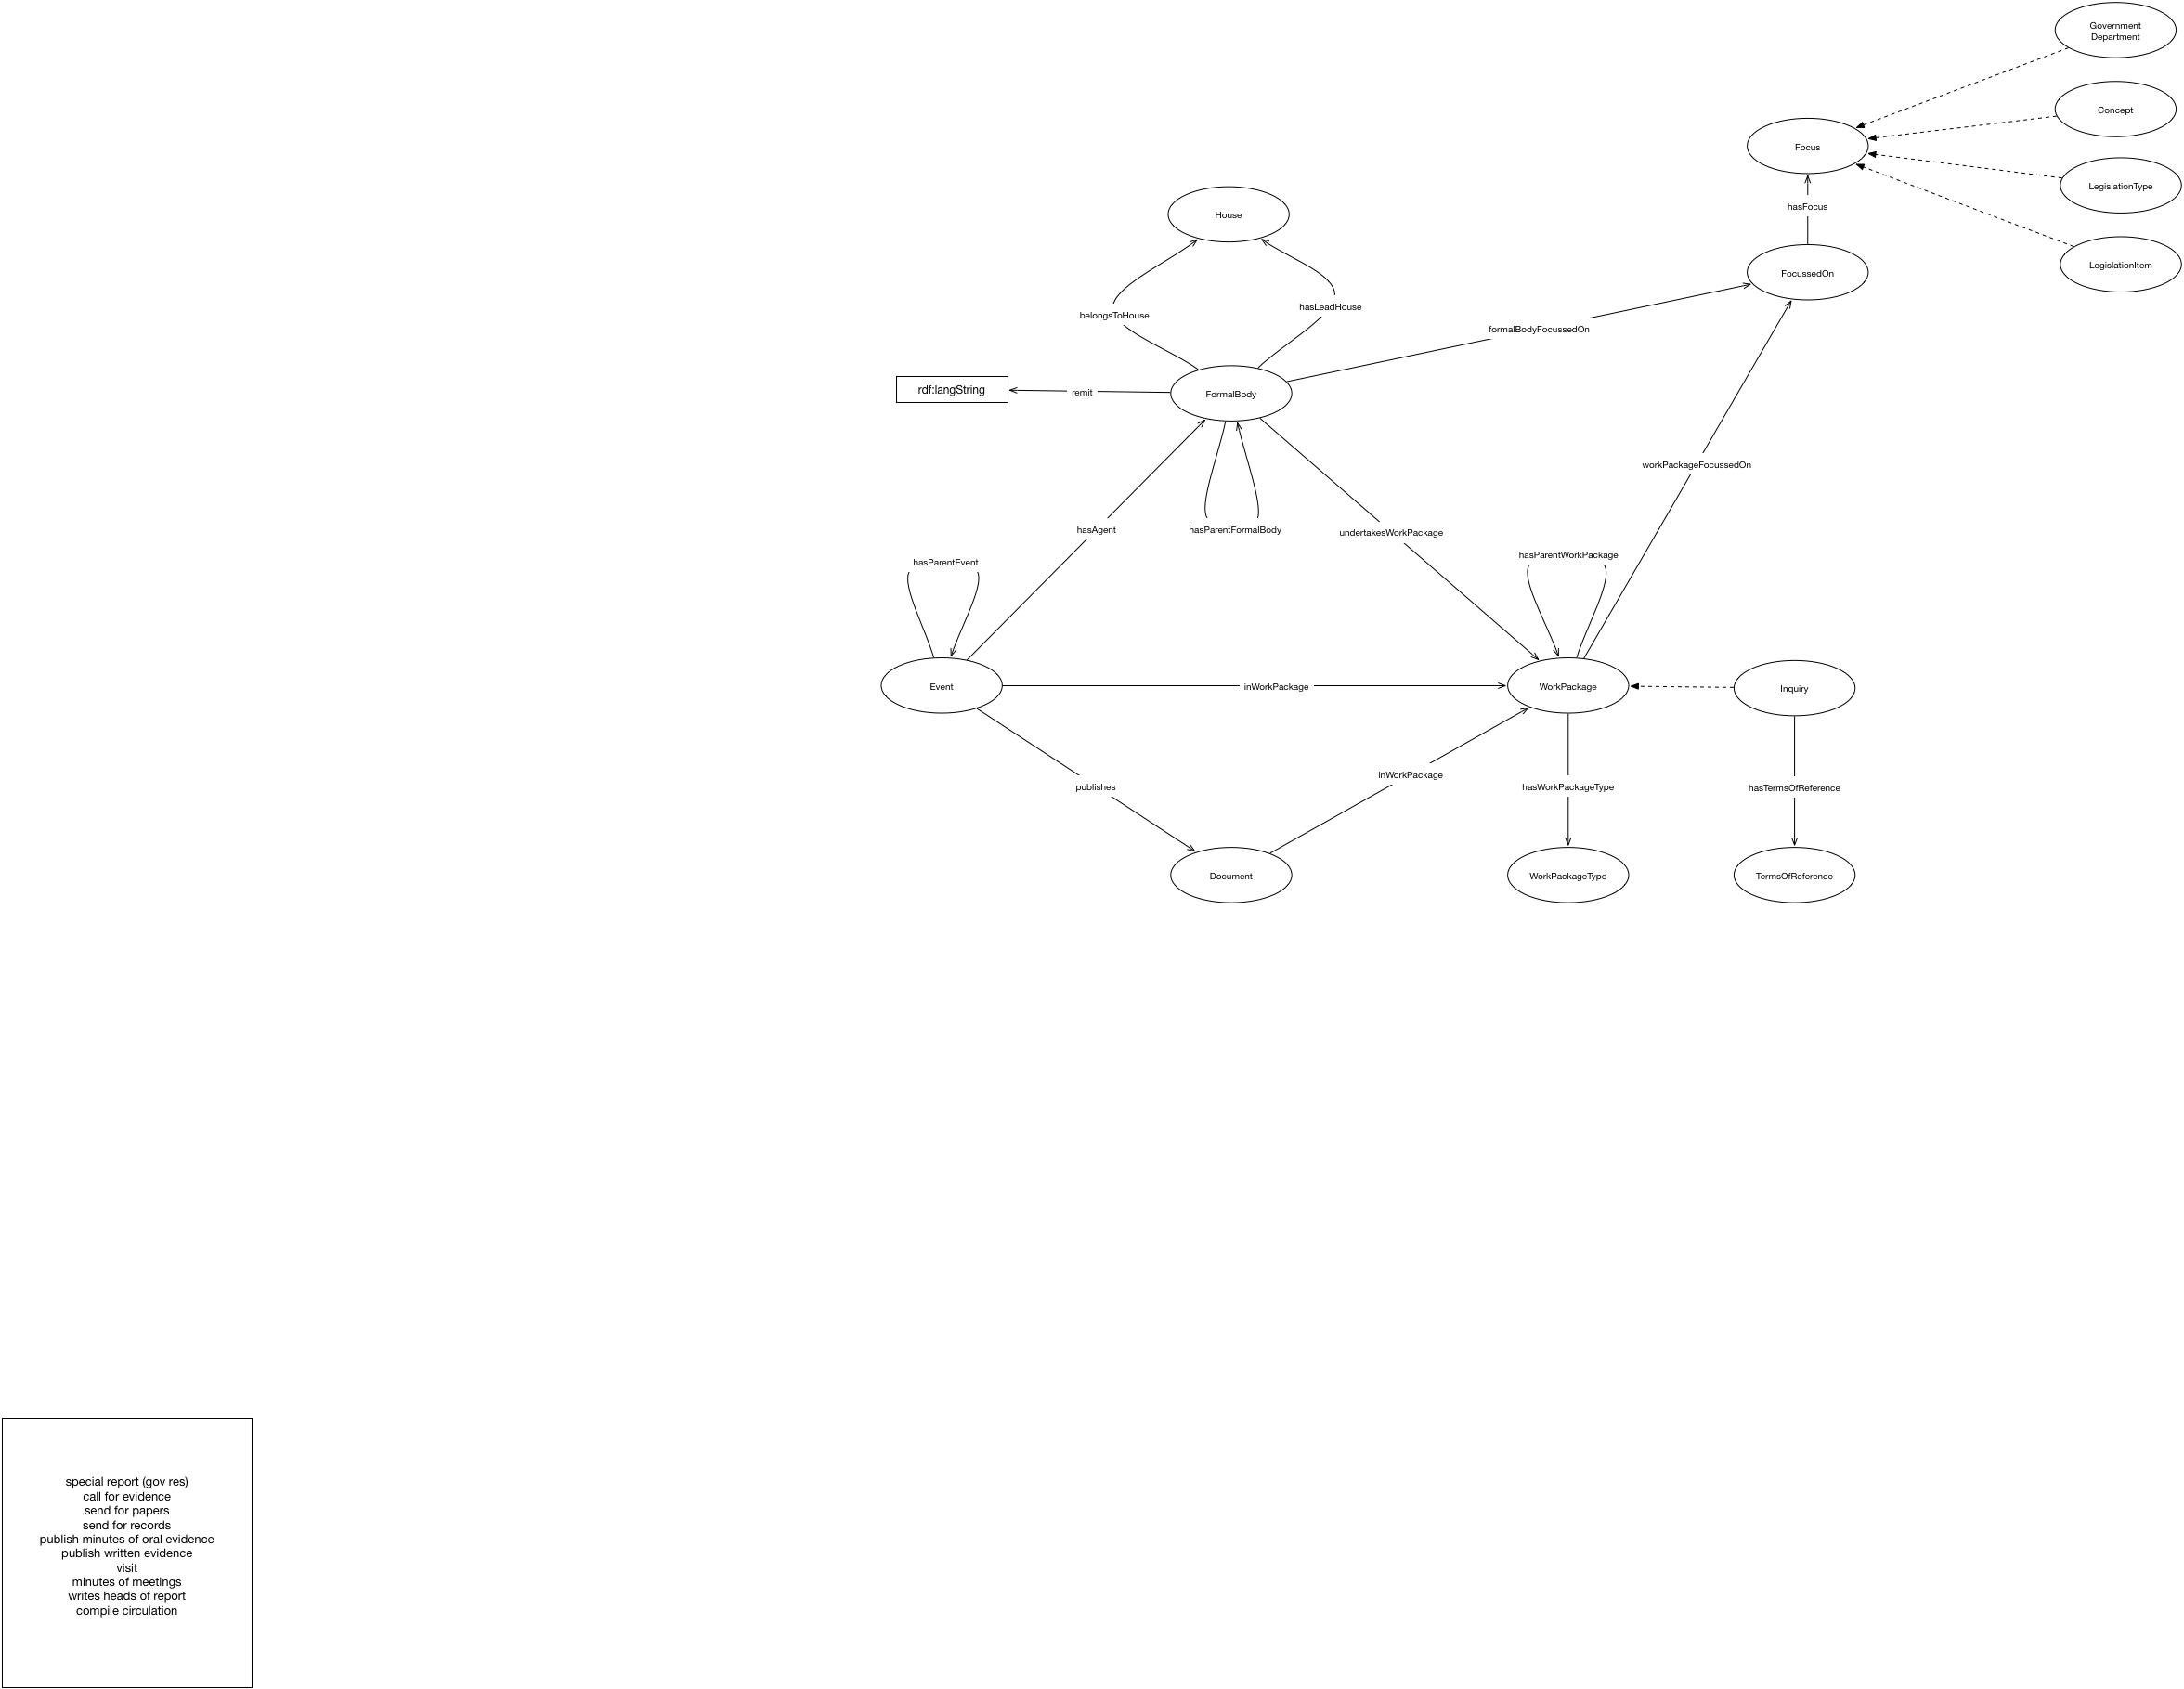 Government
Department
Concept
Focus
LegislationType
hasFocus
House
LegislationItem
FocussedOn
hasLeadHouse
belongsToHouse
formalBodyFocussedOn
rdf:langString
remit
FormalBody
workPackageFocussedOn
hasAgent
hasParentFormalBody
undertakesWorkPackage
hasParentWorkPackage
hasParentEvent
Event
inWorkPackage
WorkPackage
Inquiry
inWorkPackage
publishes
hasWorkPackageType
hasTermsOfReference
Document
WorkPackageType
TermsOfReference
special report (gov res)
call for evidence
send for papers
send for records
publish minutes of oral evidence
publish written evidence
visit
minutes of meetings
writes heads of report
compile circulation